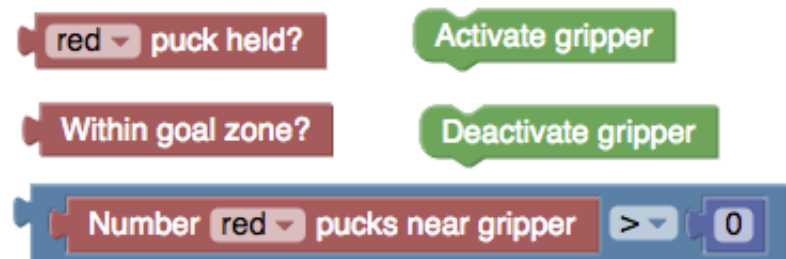 red puck held?
Activate gripper
Within goal zone?
Deactivate gripper
Number red pucks near gripper > 0